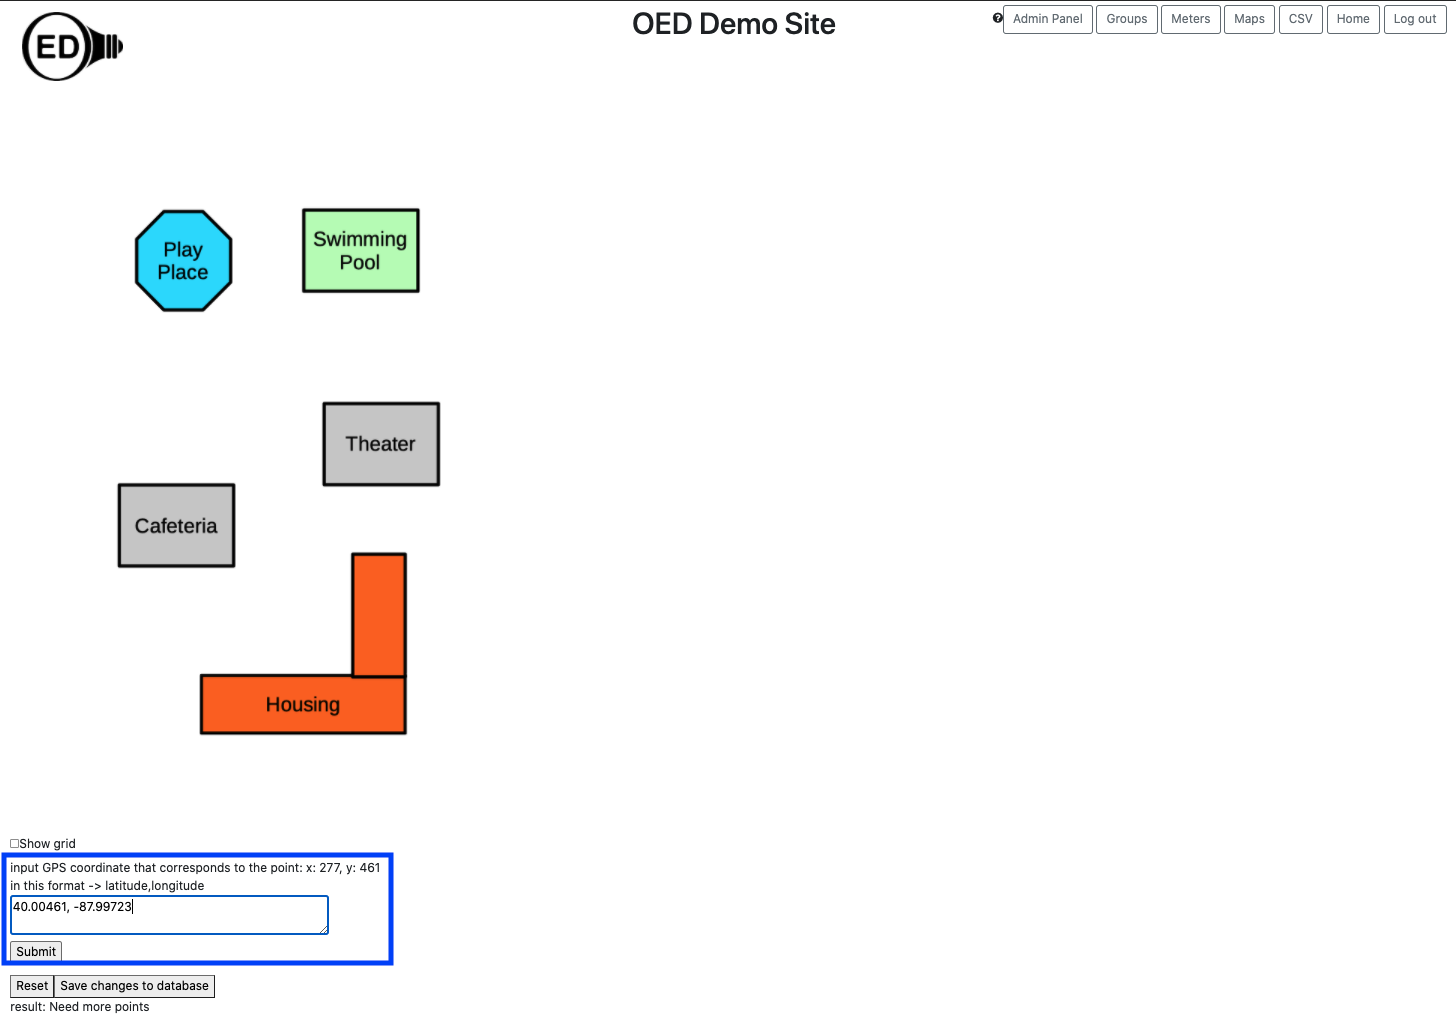 ED
OED Demo Site
Admin Panel Groups Meters Maps CSV Home Log out
Play
Place
Swimming
Pool
Theater
Cafeteria
Housing
Show grid
input GPS coordinate that corresponds to the point: x: 277, y: 461
in this format -> latitude,longitude
40.00461, -87.99723
Submit
Reset Save changes to database
result: Need more points